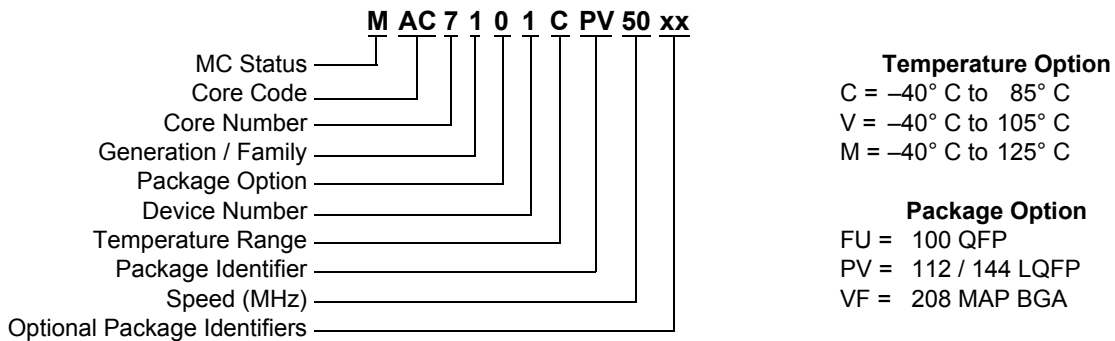 M AC 7 1 0 1 C PV 50 xx
MC Status
Core Code
Core Number
Generation / Family
Package Option
Device Number
Temperature Range
Package Identifier
Speed (MHz)
Optional Package Identifiers
Temperature Option
C = –40° C to 85° C
V = –40° C to 105° C
M = –40° C to 125° C
Package Option
FU = 100 QFP
PV = 112 / 144 LQFP
VF = 208 MAP BGA